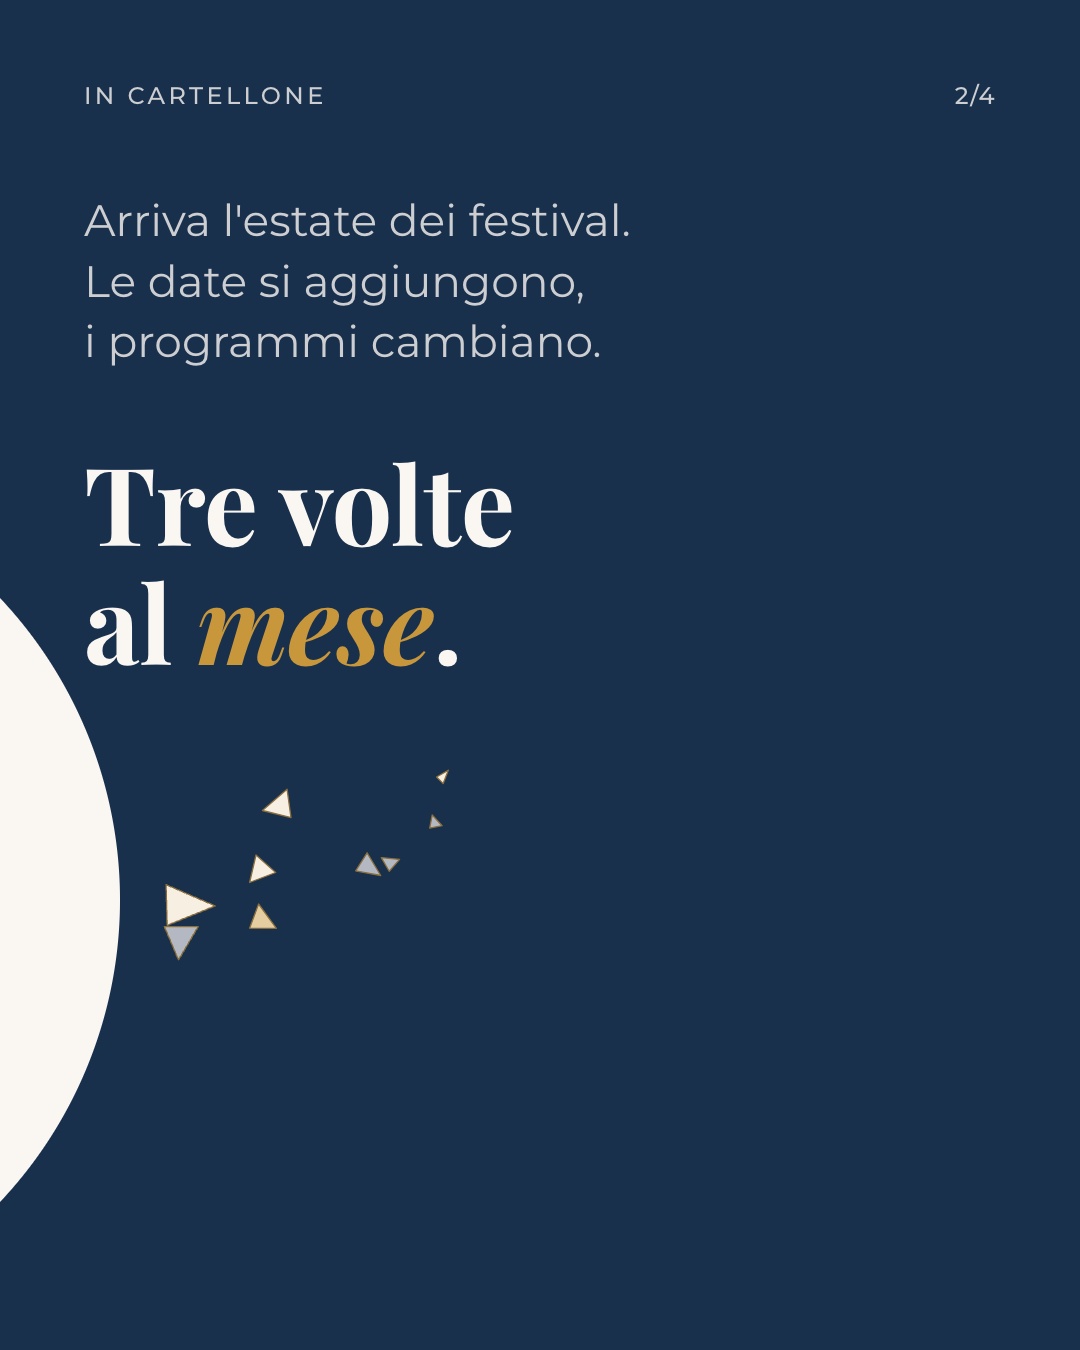 IN CARTELLONE
2/4
Arriva l'estate dei festival.
Le date si aggiungono,
i programmi cambiano.
Tre volte
al mese.